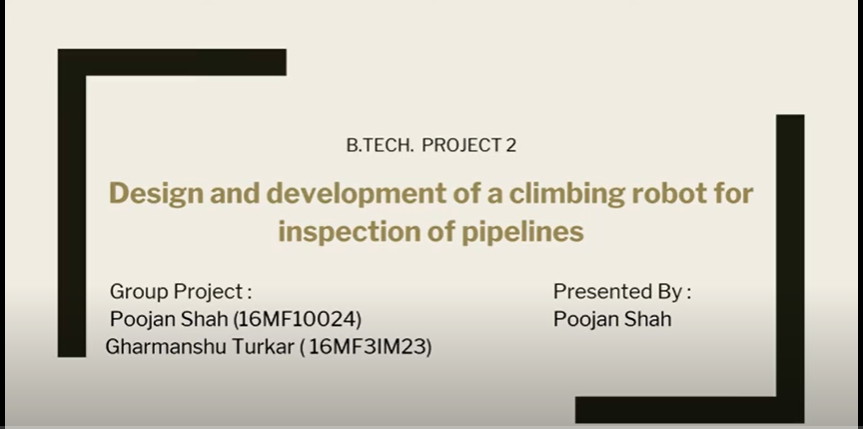 B.TECH. PROJECT 2
Design and development of a climbing robot for
inspection of pipelines
Group Project :
Poojan Shah (16MF10024)
Gharmanshu Turkar ( 16MF3IM23)
Presented By :
Poojan Shah